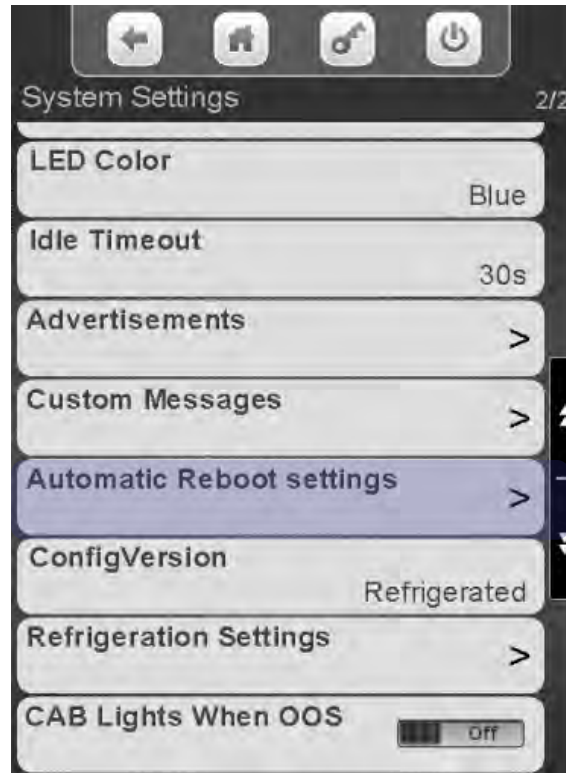 System Settings 2/2
LED Color
Blue
Idle Timeout
30s
Advertisements >
Custom Messages >
Automatic Reboot settings >
ConfigVersion
Refrigerated
Refrigeration Settings >
CAB Lights When OOS
Off